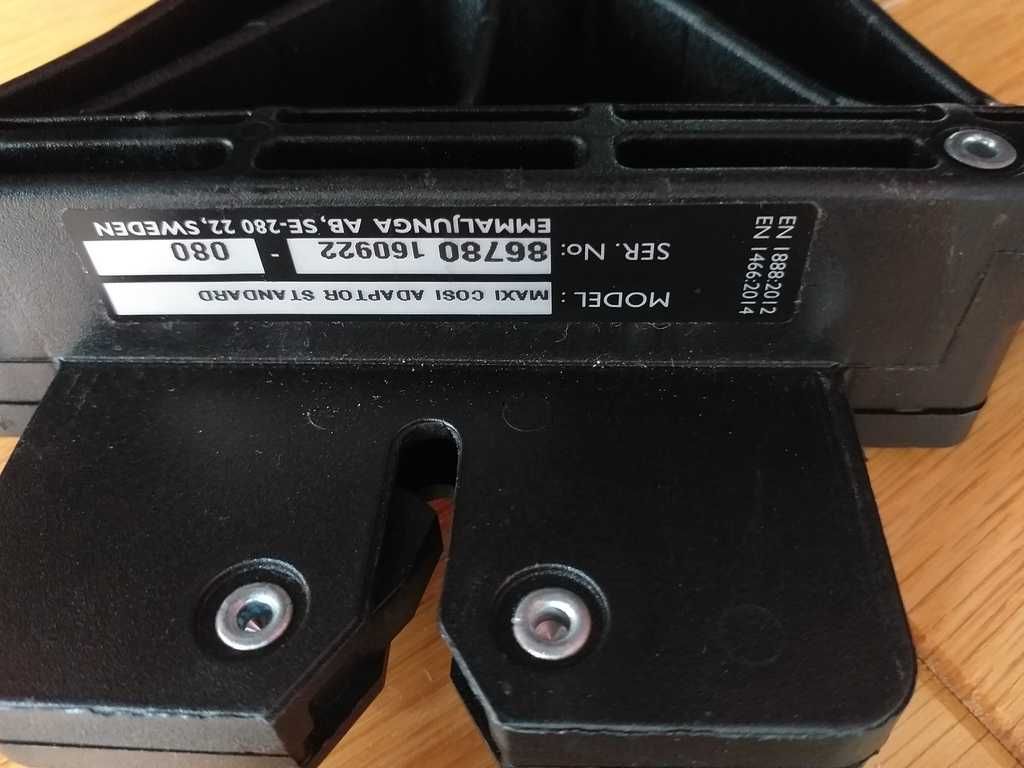 MODEL: MAXI COSI ADAPTOR STANDARD
SER. No: 86780 160922 - 080
EMMALJUNGA AB, SE-280 22, SWEDEN
EN 1888:2012
EN 1466:2014